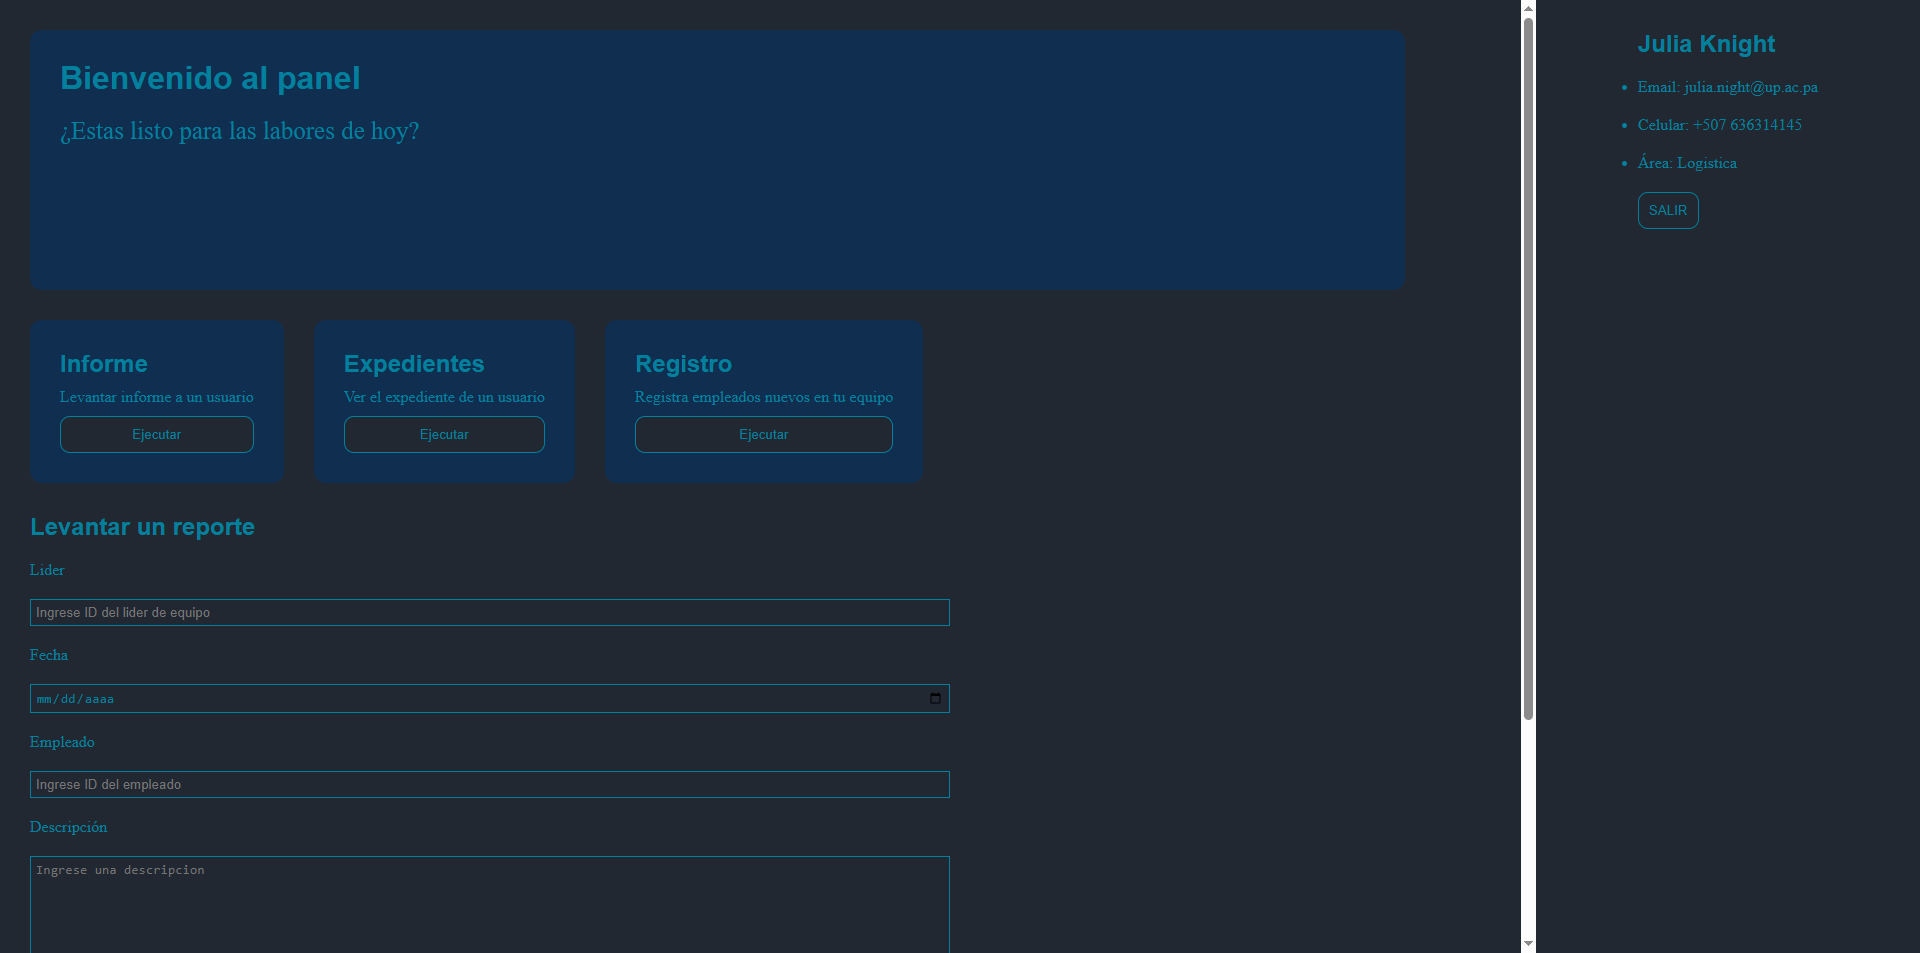 Bienvenido al panel
¿Estas listo para las labores de hoy?
Informe
Levantar informe a un usuario
Ejecutar
Expedientes
Ver el expediente de un usuario
Ejecutar
Registro
Registra empleados nuevos en tu equipo
Ejecutar
Levantar un reporte
Lider
Ingrese ID del lider de equipo
Fecha
mm/dd/aaaa
Empleado
Ingrese ID del empleado
Descripción
Ingrese una descripcion
Julia Knight
Email: julia.night@up.ac.pa
Celular: +507 636314145
Área: Logistica
SALIR